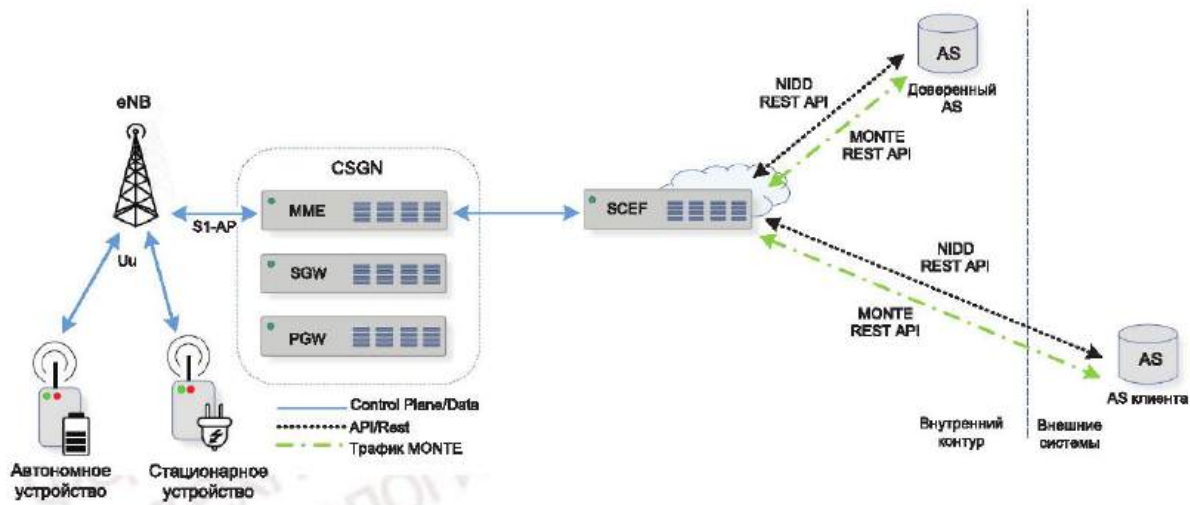 eNB
Uu
S1-AP
CSGN
MME
SGW
PGW
SCEF
NIDD
REST API
MONTE
REST API
AS
Доверенный
AS
NIDD
REST API
MONTE
REST API
AS
AS клиента
Внутренний
контур
Внешние
системы
Control Plane/Data
API/Rest
Трафик MONTE
Автономное
устройство
Стационарное
устройство